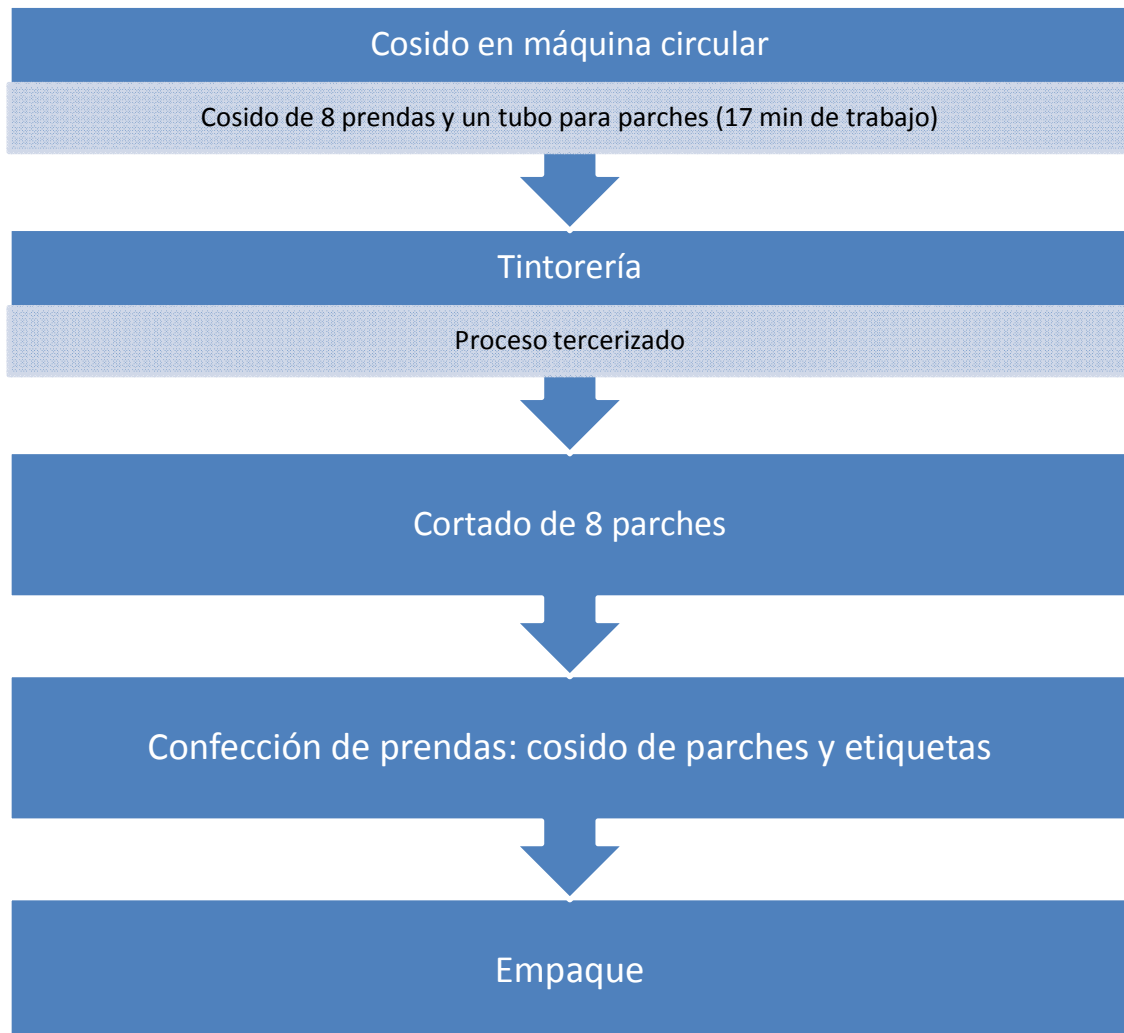 Cosido en máquina circular
Cosido de 8 prendas y un tubo para parches (17 min de trabajo)
Tintorería
Proceso tercerizado
Cortado de 8 parches
Confección de prendas: cosido de parches y etiquetas
Empaque